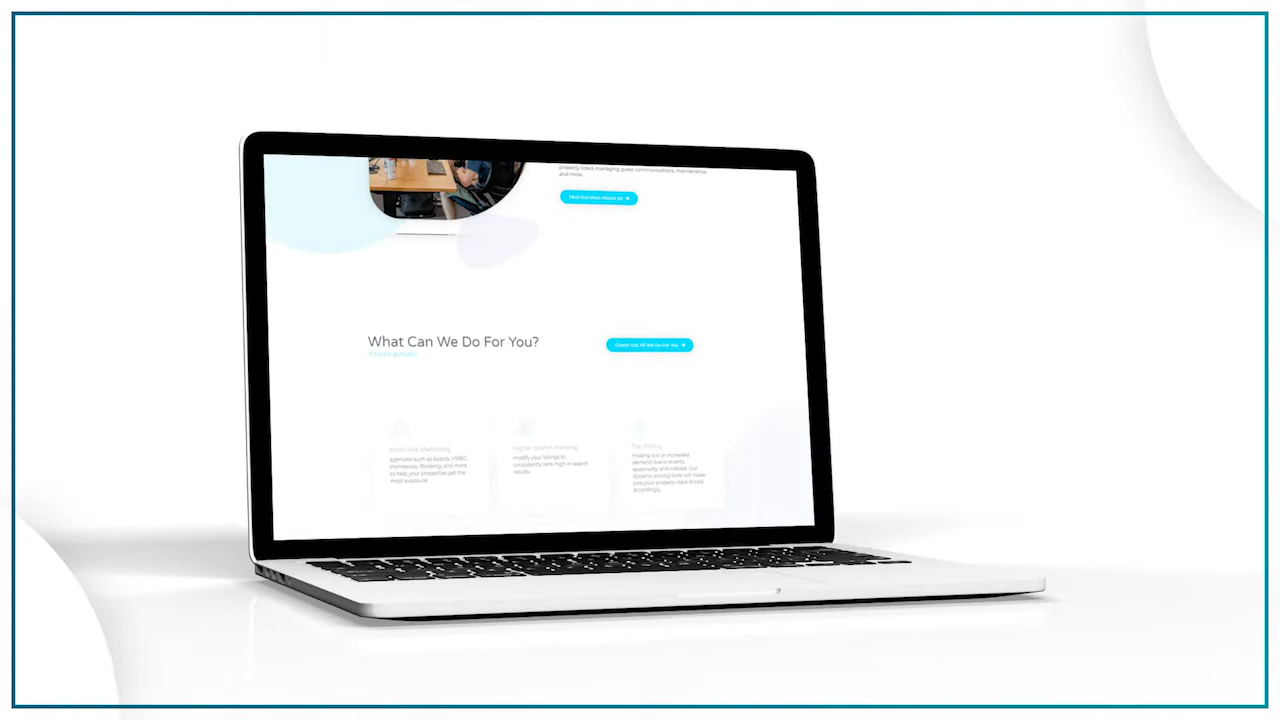 property listed, managing guest communications, maintenance,
and more.
Find Out More About Us
What Can We Do For You?
It's a lot actually
Check Out All We Do For You
Multi-Site Marketing
agencies such as Airbnb, VRBO,
Homeaway, Booking, and more
to help your properties get the
most exposure.
Higher Search Ranking
modify your listings to
consistently rank high in search
results.
Top Pricing
missing out on increased
demand due to events,
seasonality, and interest. Our
dynamic pricing tools will make
sure your property stays priced
accordingly.